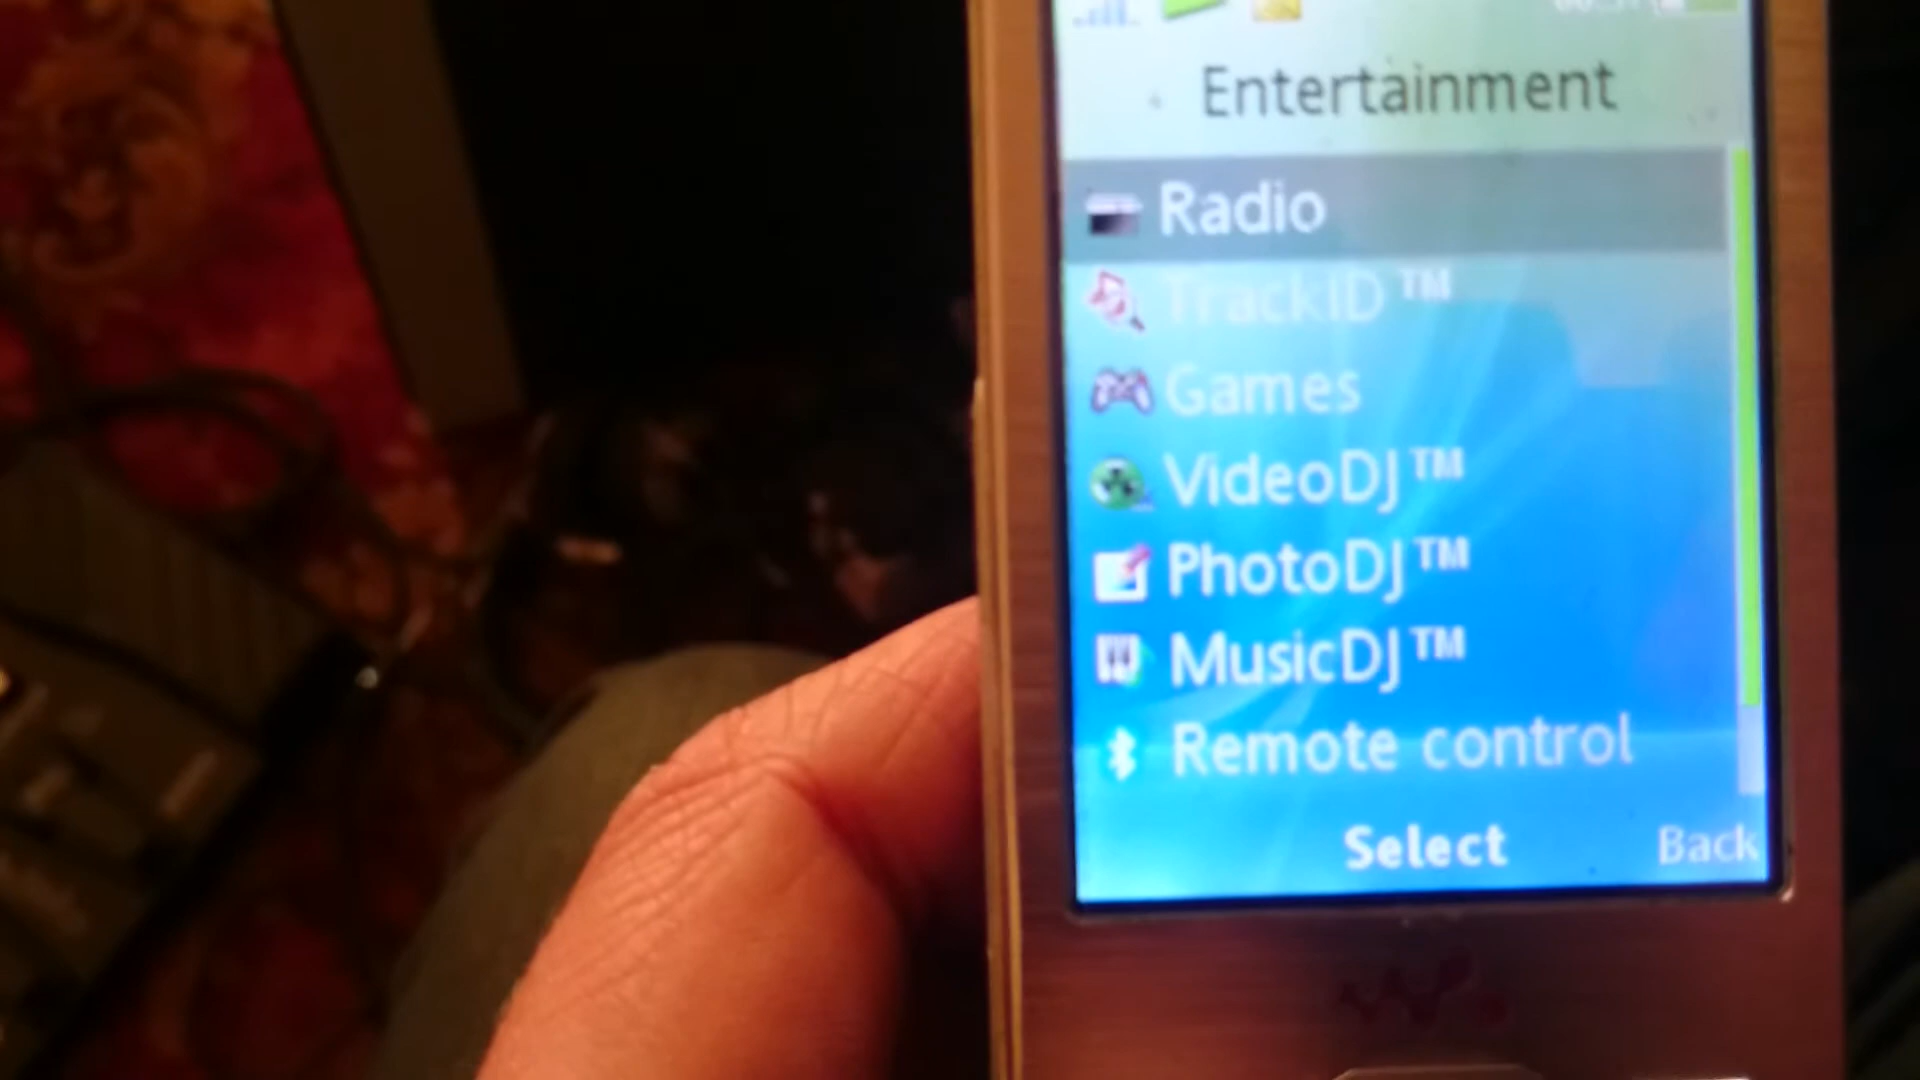 Entertainment
Radio
TrackID™
Games
VideoDJ™
PhotoDJ™
MusicDJ™
Remote control
Select
Back